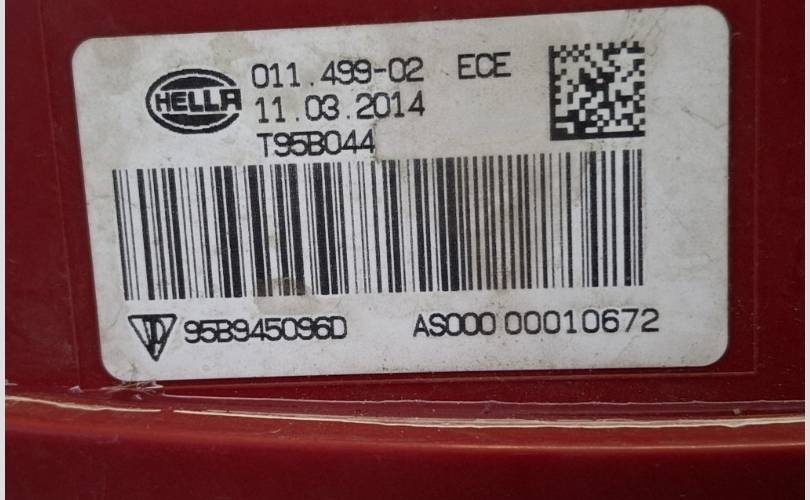 HELLA
011.499-02 ECE
11.03.2014
T95B044
95B945096D AS000 00010672